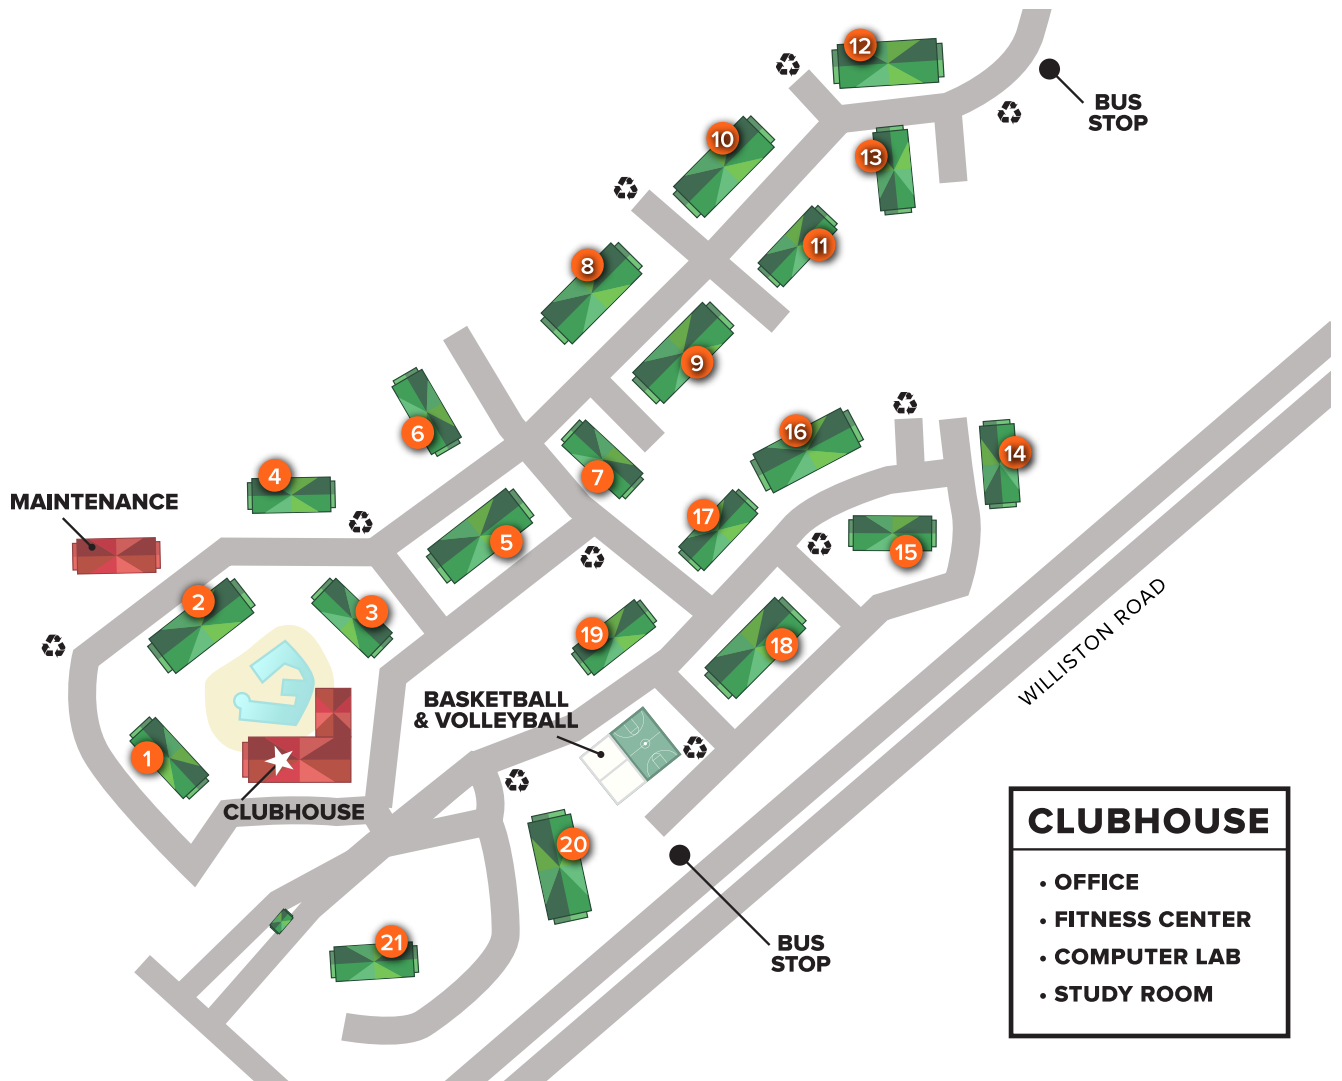 12
BUS
STOP
10
13
11
8
9
6
16
4
7
14
MAINTENANCE
17
5
15
2
3
WILLISTON ROAD
19
18
BASKETBALL
& VOLLEYBALL
1
CLUBHOUSE
20
21
BUS
STOP
CLUBHOUSE
• OFFICE
• FITNESS CENTER
• COMPUTER LAB
• STUDY ROOM